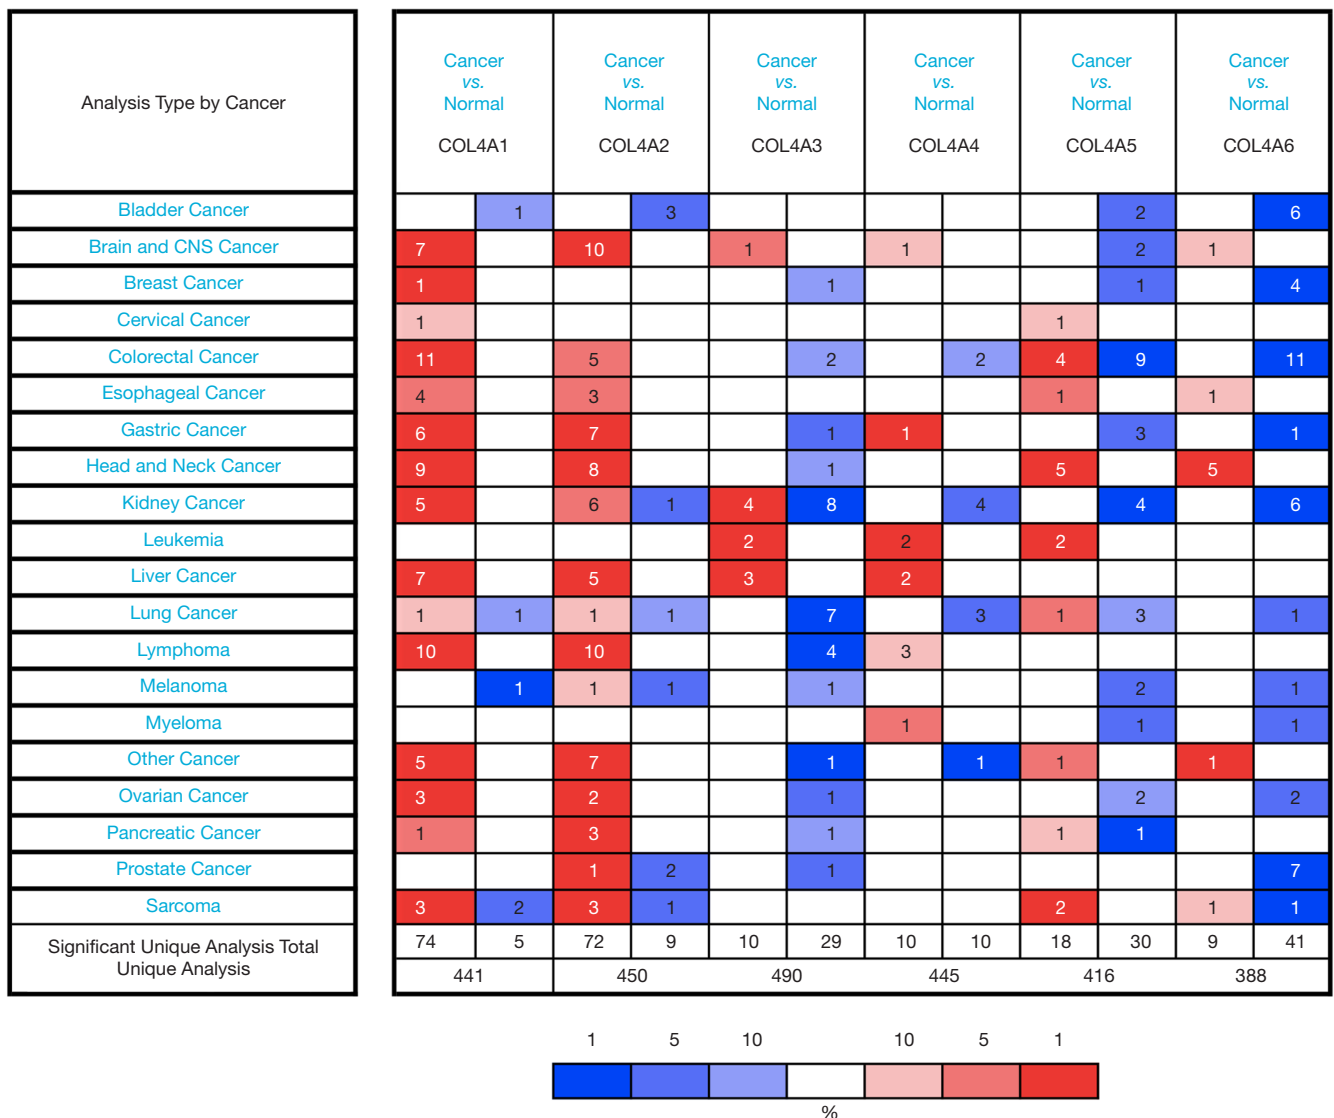 Analysis Type by Cancer
Cancer vs. Normal COL4A1
Cancer vs. Normal COL4A2
Cancer vs. Normal COL4A3
Cancer vs. Normal COL4A4
Cancer vs. Normal COL4A5
Cancer vs. Normal COL4A6
Bladder Cancer 1 3 2 6
Brain and CNS Cancer 7 10 1 1 2 1
Breast Cancer 1 1 1 4
Cervical Cancer 1 1
Colorectal Cancer 11 5 2 2 4 9 11
Esophageal Cancer 4 3 1 1
Gastric Cancer 6 7 1 1 3 1
Head and Neck Cancer 9 8 1 5 5
Kidney Cancer 5 6 1 4 8 4 4 6
Leukemia 2 2 2
Liver Cancer 7 5 3 2
Lung Cancer 1 1 1 1 7 3 1 3 1
Lymphoma 10 10 4 3
Melanoma 1 1 1 1 2 1
Myeloma 1 1 1
Other Cancer 5 7 1 1 1 1
Ovarian Cancer 3 2 1 2 2
Pancreatic Cancer 1 3 1 1 1
Prostate Cancer 1 2 1 7
Sarcoma 3 2 3 1 2 1 1
Significant Unique Analysis Total 74 5 72 9 10 29 10 10 18 30 9 41
Unique Analysis 441 450 490 445 416 388
1 5 10 10 5 1
%